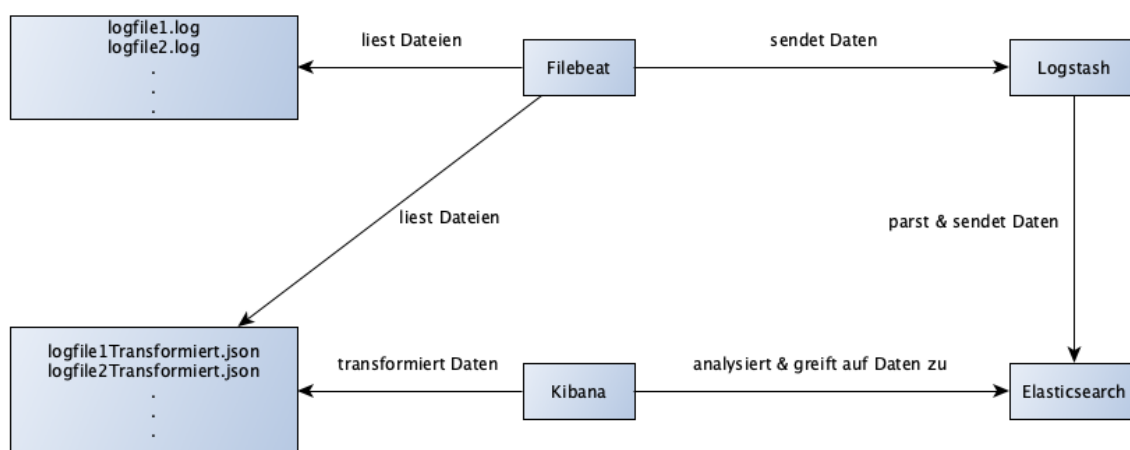 logfile1.log
logfile2.log
.
.
.
liest Dateien
Filebeat
sendet Daten
Logstash
liest Dateien
parst & sendet Daten
logfile1Transformiert.json
logfile2Transformiert.json
.
.
.
transformiert Daten
Kibana
analysiert & greift auf Daten zu
Elasticsearch